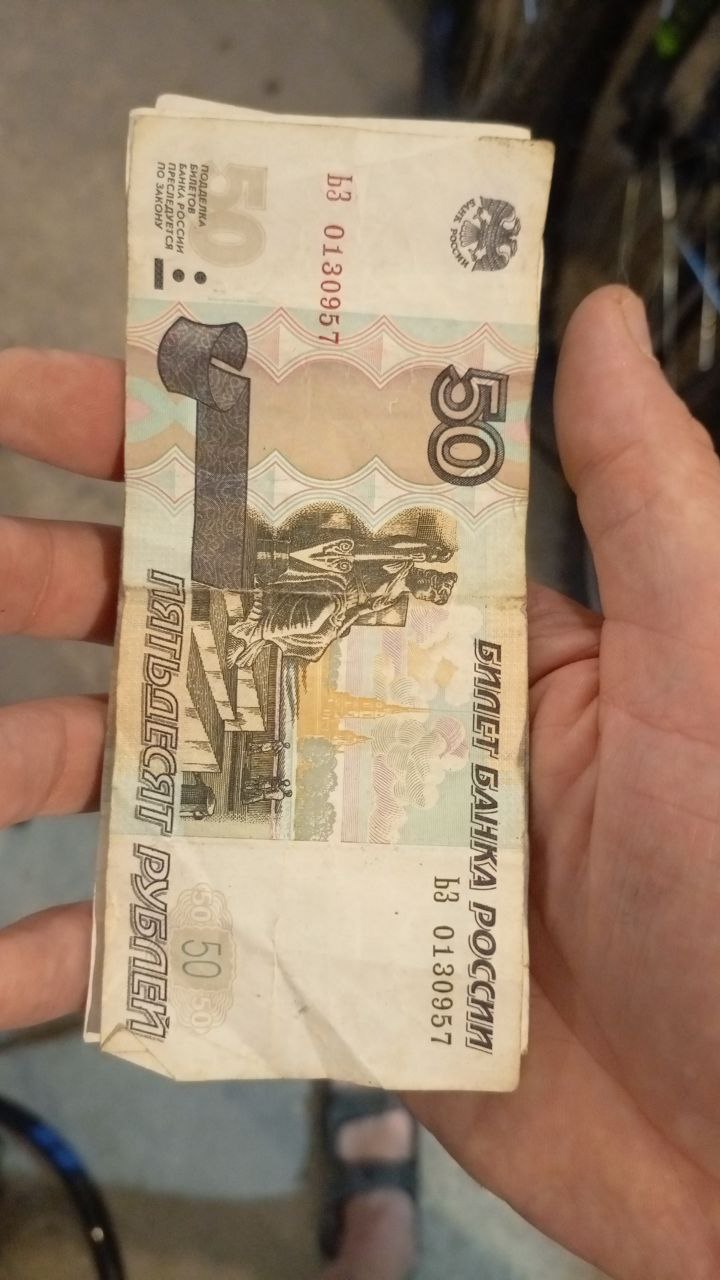 БАНК РОССИИ
50
БИЛЕТ БАНКА РОССИИ
ЬЗ 0130957
ЬЗ 0130957
50
ПОДДЕЛКА
БИЛЕТОВ
БАНКА РОССИИ
ПРЕСЛЕДУЕТСЯ
ПО ЗАКОНУ
50 50 50
ПЯТЬДЕСЯТ РУБЛЕЙ